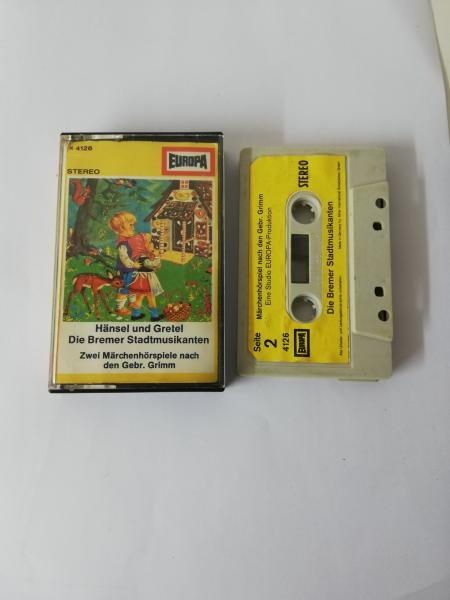 K 4126
EUROPA
STEREO
Hänsel und Gretel
Die Bremer Stadtmusikanten
Zwei Märchenhörspiele nach
den Gebr. Grimm
Märchenhörspiel nach den Gebr. Grimm
Eine Studio EUROPA-Produktion
STEREO
Seite
2
4126
EUROPA
Die Bremer Stadtmusikanten